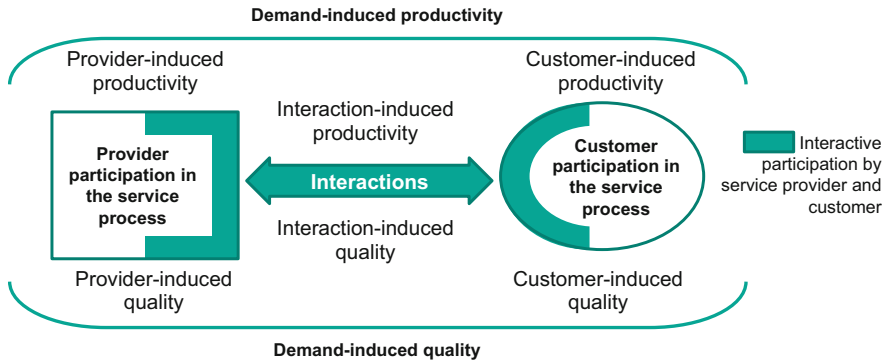 Demand-induced productivity
Provider-induced
productivity
Customer-induced
productivity
Interaction-induced
productivity
Provider
participation in
the service
process
Interactions
Customer
participation in
the service
process
Interactive
participation by
service provider and
customer
Interaction-induced
quality
Provider-induced
quality
Customer-induced
quality
Demand-induced quality